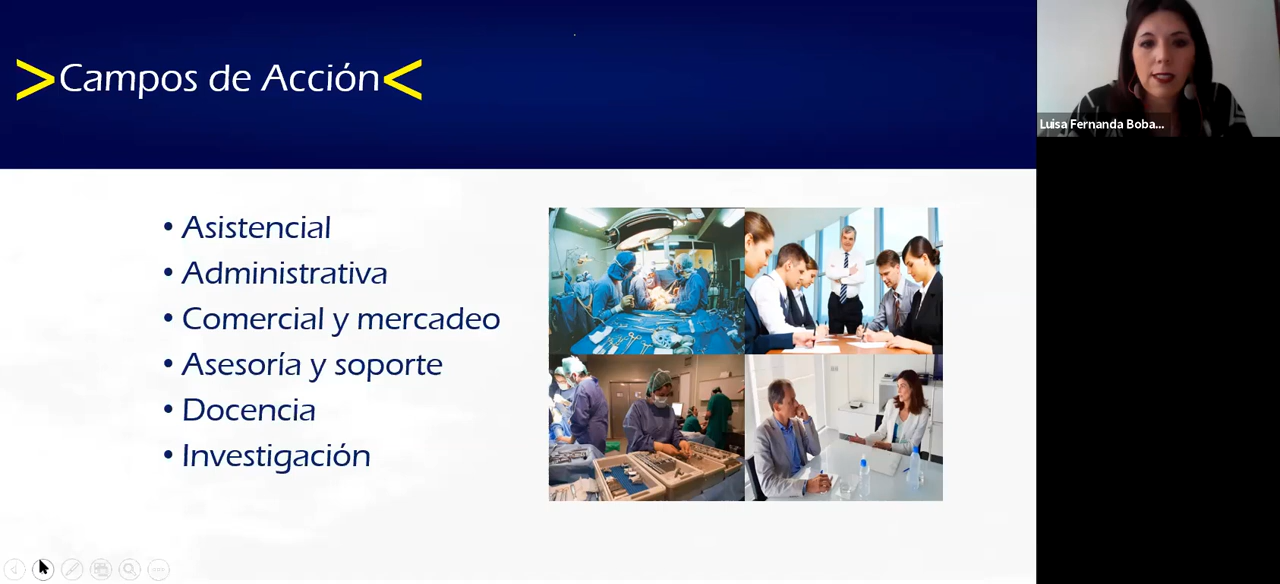 >Campos de Acción<
Luisa Fernanda Boba...
• Asistencial
• Administrativa
• Comercial y mercadeo
• Asesoría y soporte
• Docencia
• Investigación